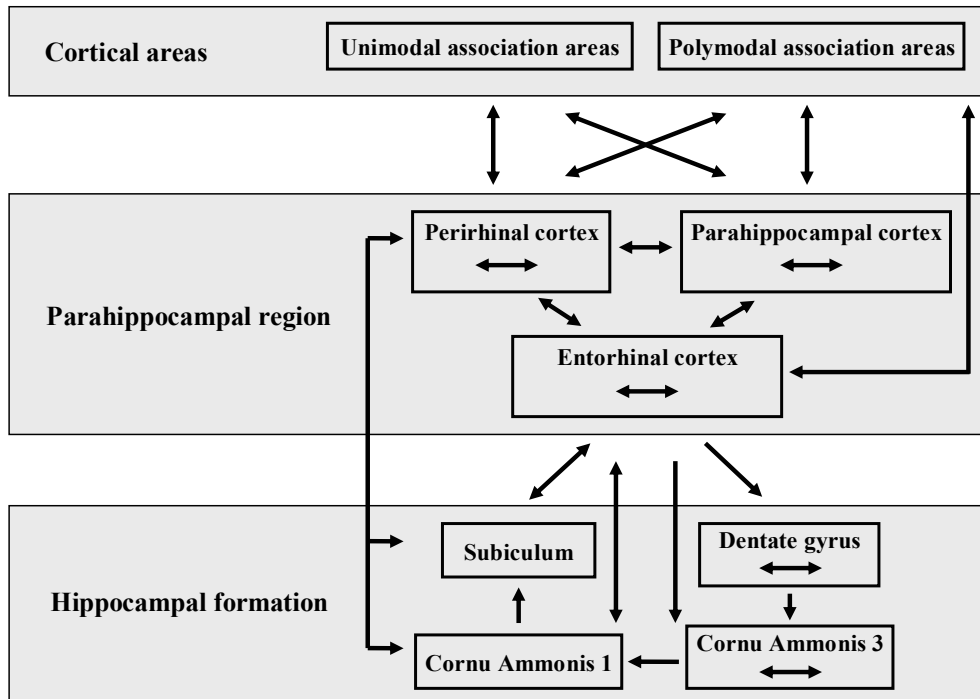 Cortical areas
Unimodal association areas
Polymodal association areas
Perirhinal cortex
Parahippocampal cortex
Parahippocampal region
Entorhinal cortex
Subiculum
Dentate gyrus
Hippocampal formation
Cornu Ammonis 1
Cornu Ammonis 3